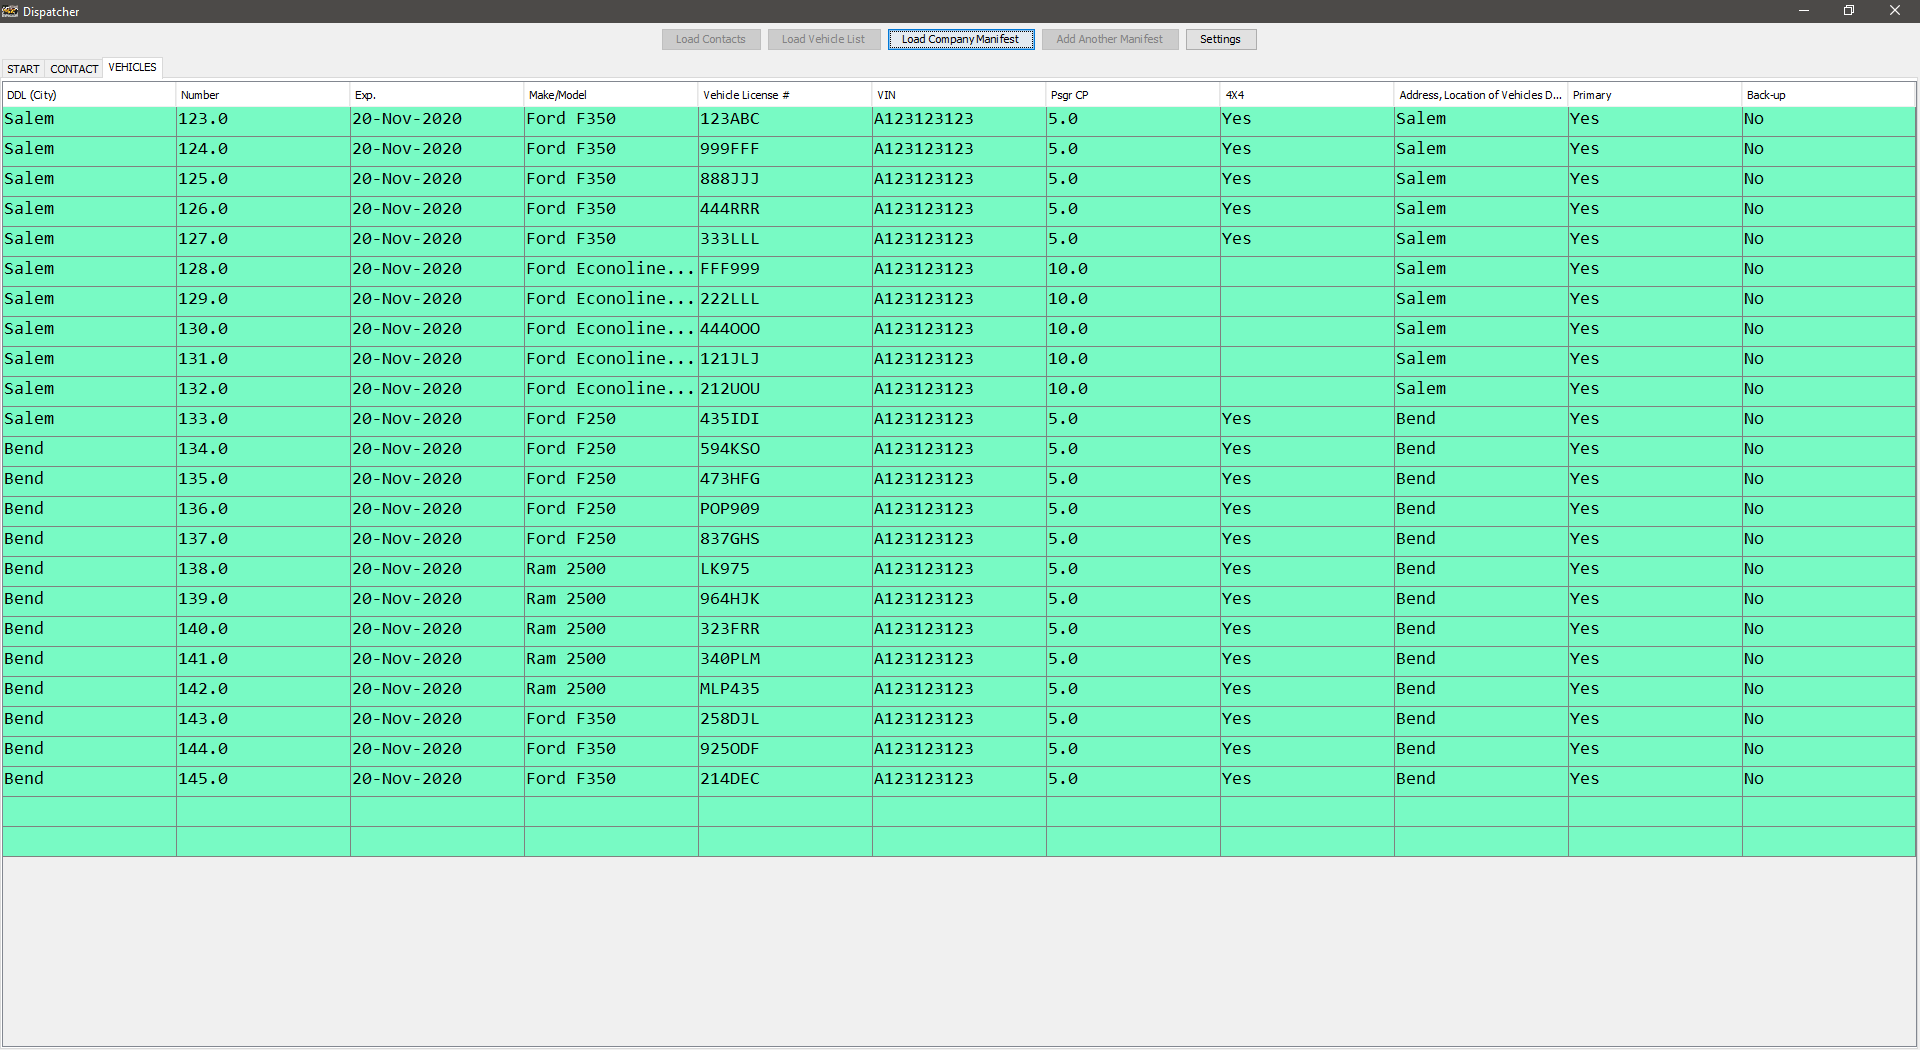 Dispatcher
Load Contacts Load Vehicle List Load Company Manifest Add Another Manifest Settings
START CONTACT VEHICLES
DDL (City) Number Exp. Make/Model Vehicle License # VIN Psgr CP 4X4 Address, Location of Vehicles D... Primary Back-up
Salem 123.0 20-Nov-2020 Ford F350 123ABC A123123123 5.0 Yes Salem Yes No
Salem 124.0 20-Nov-2020 Ford F350 999FFF A123123123 5.0 Yes Salem Yes No
Salem 125.0 20-Nov-2020 Ford F350 888JJJ A123123123 5.0 Yes Salem Yes No
Salem 126.0 20-Nov-2020 Ford F350 444RRR A123123123 5.0 Yes Salem Yes No
Salem 127.0 20-Nov-2020 Ford F350 333LLL A123123123 5.0 Yes Salem Yes No
Salem 128.0 20-Nov-2020 Ford Econoline... FFF999 A123123123 10.0 Salem Yes No
Salem 129.0 20-Nov-2020 Ford Econoline... 222LLL A123123123 10.0 Salem Yes No
Salem 130.0 20-Nov-2020 Ford Econoline... 444OOO A123123123 10.0 Salem Yes No
Salem 131.0 20-Nov-2020 Ford Econoline... 121JLJ A123123123 10.0 Salem Yes No
Salem 132.0 20-Nov-2020 Ford Econoline... 212UOU A123123123 10.0 Salem Yes No
Salem 133.0 20-Nov-2020 Ford F250 435IDI A123123123 5.0 Yes Bend Yes No
Bend 134.0 20-Nov-2020 Ford F250 594KSO A123123123 5.0 Yes Bend Yes No
Bend 135.0 20-Nov-2020 Ford F250 473HFG A123123123 5.0 Yes Bend Yes No
Bend 136.0 20-Nov-2020 Ford F250 POP909 A123123123 5.0 Yes Bend Yes No
Bend 137.0 20-Nov-2020 Ford F250 837GHS A123123123 5.0 Yes Bend Yes No
Bend 138.0 20-Nov-2020 Ram 2500 LK975 A123123123 5.0 Yes Bend Yes No
Bend 139.0 20-Nov-2020 Ram 2500 964HJK A123123123 5.0 Yes Bend Yes No
Bend 140.0 20-Nov-2020 Ram 2500 323FRR A123123123 5.0 Yes Bend Yes No
Bend 141.0 20-Nov-2020 Ram 2500 340PLM A123123123 5.0 Yes Bend Yes No
Bend 142.0 20-Nov-2020 Ram 2500 MLP435 A123123123 5.0 Yes Bend Yes No
Bend 143.0 20-Nov-2020 Ford F350 258DJL A123123123 5.0 Yes Bend Yes No
Bend 144.0 20-Nov-2020 Ford F350 925ODF A123123123 5.0 Yes Bend Yes No
Bend 145.0 20-Nov-2020 Ford F350 214DEC A123123123 5.0 Yes Bend Yes No